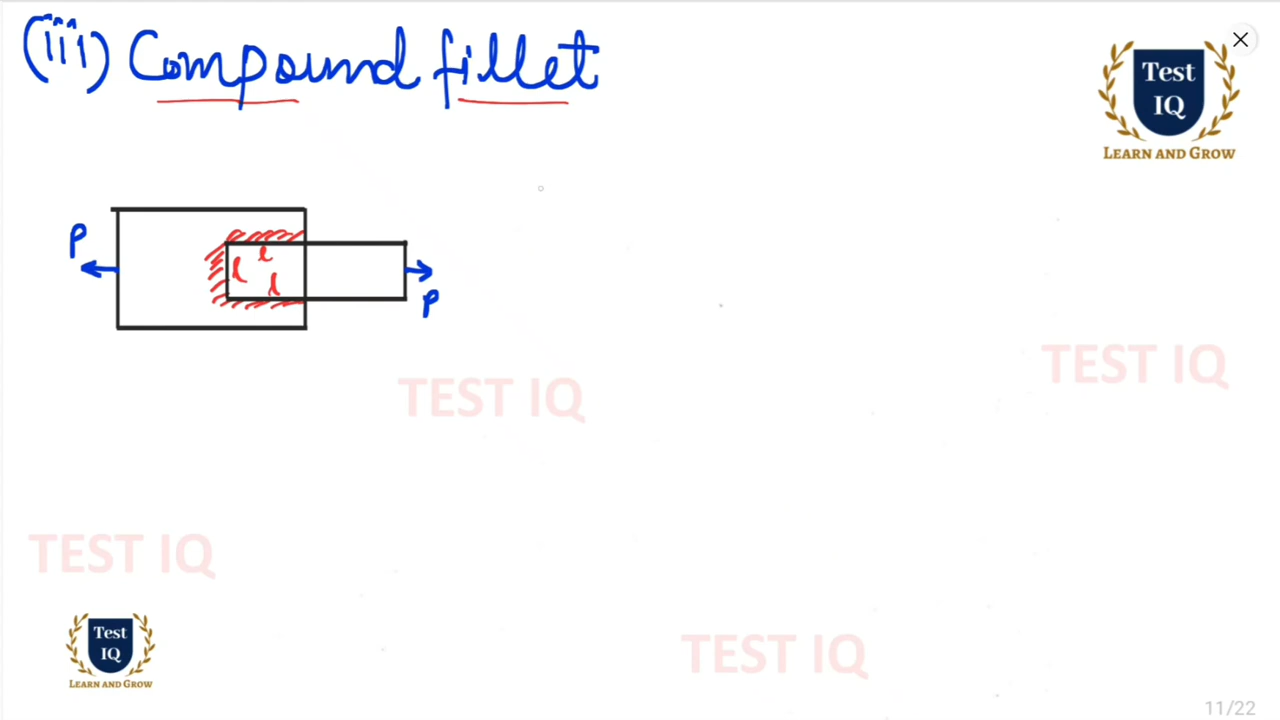 (iii) Compound fillet
Test
IQ
LEARN AND GROW
P
l
l
l
P
TEST IQ
TEST IQ
TEST IQ
Test
IQ
LEARN AND GROW
TEST IQ
11/22